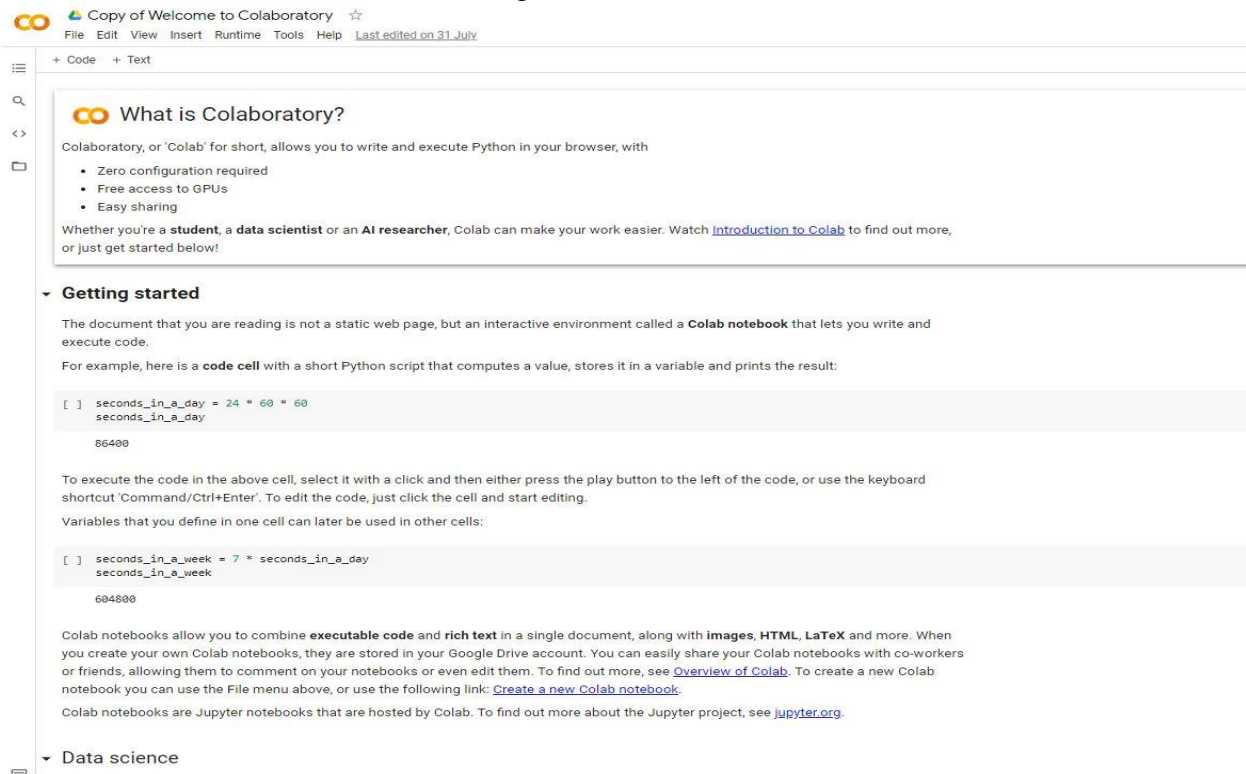 Copy of Welcome to Colaboratory
File Edit View Insert Runtime Tools Help Last edited on 31 July
+ Code + Text
CO What is Colaboratory?
Colaboratory, or 'Colab' for short, allows you to write and execute Python in your browser, with
• Zero configuration required
• Free access to GPUs
• Easy sharing
Whether you're a student, a data scientist or an AI researcher, Colab can make your work easier. Watch Introduction to Colab to find out more,
or just get started below!
Getting started
The document that you are reading is not a static web page, but an interactive environment called a Colab notebook that lets you write and
execute code.
For example, here is a code cell with a short Python script that computes a value, stores it in a variable and prints the result:
[ ] seconds_in_a_day = 24 * 60 * 60
seconds_in_a_day
86400
To execute the code in the above cell, select it with a click and then either press the play button to the left of the code, or use the keyboard
shortcut 'Command/Ctrl+Enter'. To edit the code, just click the cell and start editing.
Variables that you define in one cell can later be used in other cells:
[ ] seconds_in_a_week = 7 * seconds_in_a_day
seconds_in_a_week
604800
Colab notebooks allow you to combine executable code and rich text in a single document, along with images, HTML, LaTeX and more. When
you create your own Colab notebooks, they are stored in your Google Drive account. You can easily share your Colab notebooks with co-workers
or friends, allowing them to comment on your notebooks or even edit them. To find out more, see Overview of Colab. To create a new Colab
notebook you can use the File menu above, or use the following link: Create a new Colab notebook.
Colab notebooks are Jupyter notebooks that are hosted by Colab. To find out more about the Jupyter project, see jupyter.org.
Data science